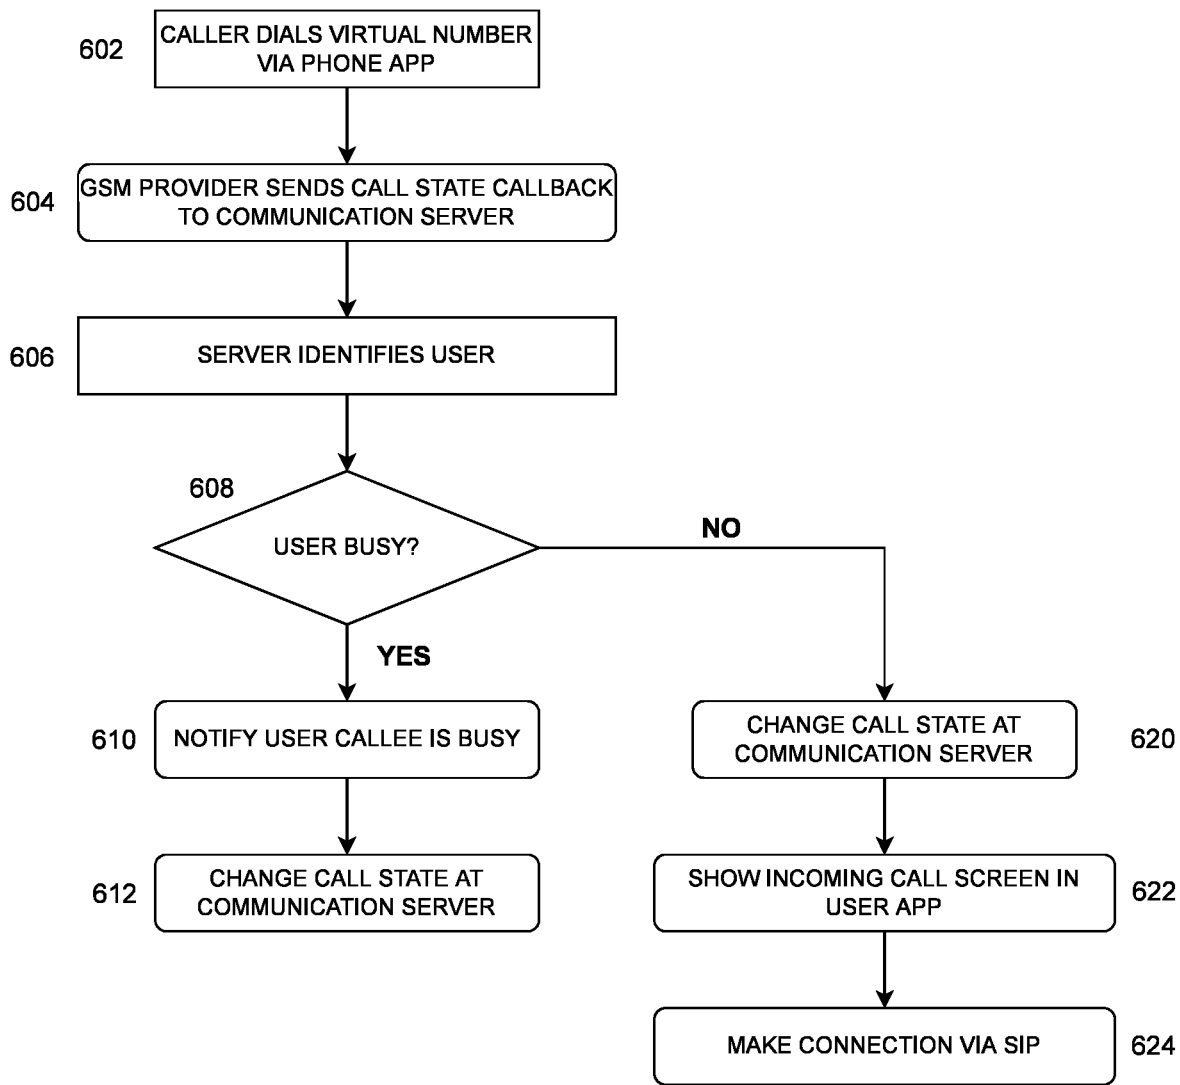 602
CALLER DIALS VIRTUAL NUMBER
VIA PHONE APP
604
GSM PROVIDER SENDS CALL STATE CALLBACK
TO COMMUNICATION SERVER
606
SERVER IDENTIFIES USER
608
USER BUSY?
NO
YES
610
NOTIFY USER CALLEE IS BUSY
CHANGE CALL STATE AT
COMMUNICATION SERVER
620
612
CHANGE CALL STATE AT
COMMUNICATION SERVER
SHOW INCOMING CALL SCREEN IN
USER APP
622
MAKE CONNECTION VIA SIP
624